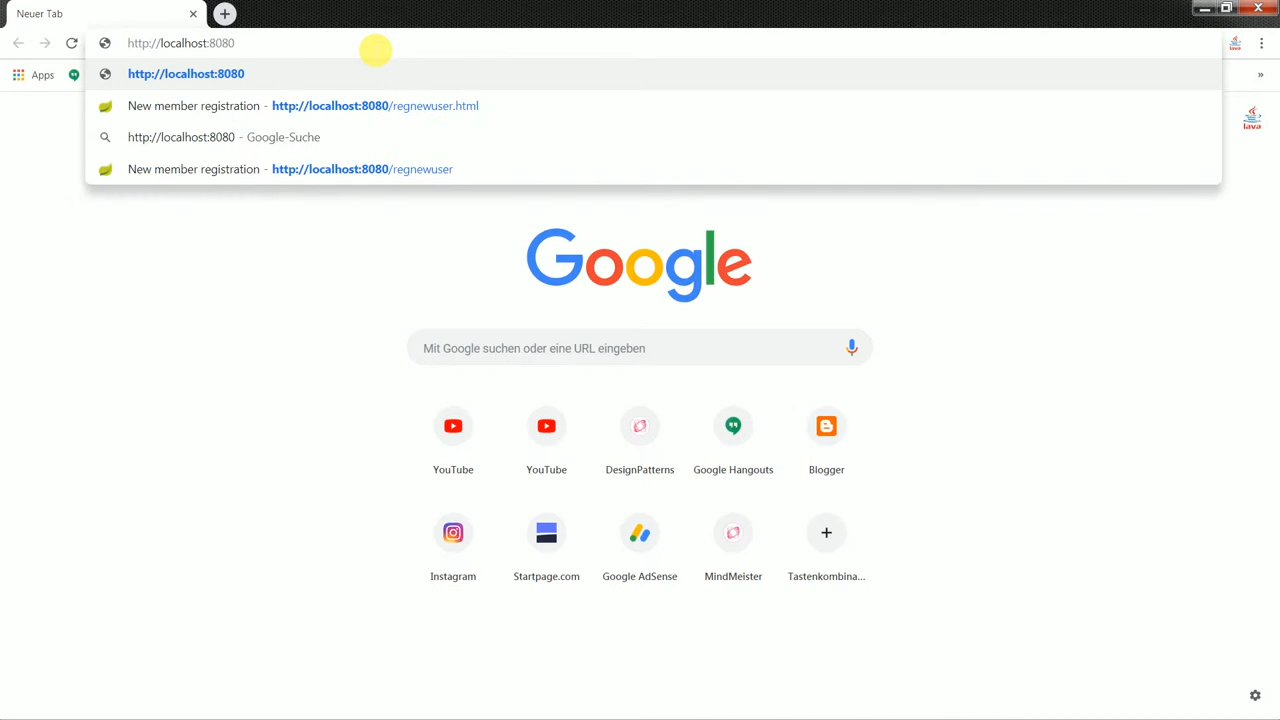 Neuer Tab
http://localhost:8080
Apps
http://localhost:8080
New member registration - http://localhost:8080/regnewuser.html
http://localhost:8080 - Google-Suche
New member registration - http://localhost:8080/regnewuser
Java
Google
Mit Google suchen oder eine URL eingeben
YouTube YouTube DesignPatterns Google Hangouts Blogger
Instagram Startpage.com Google AdSense MindMeister Tastenkombina...